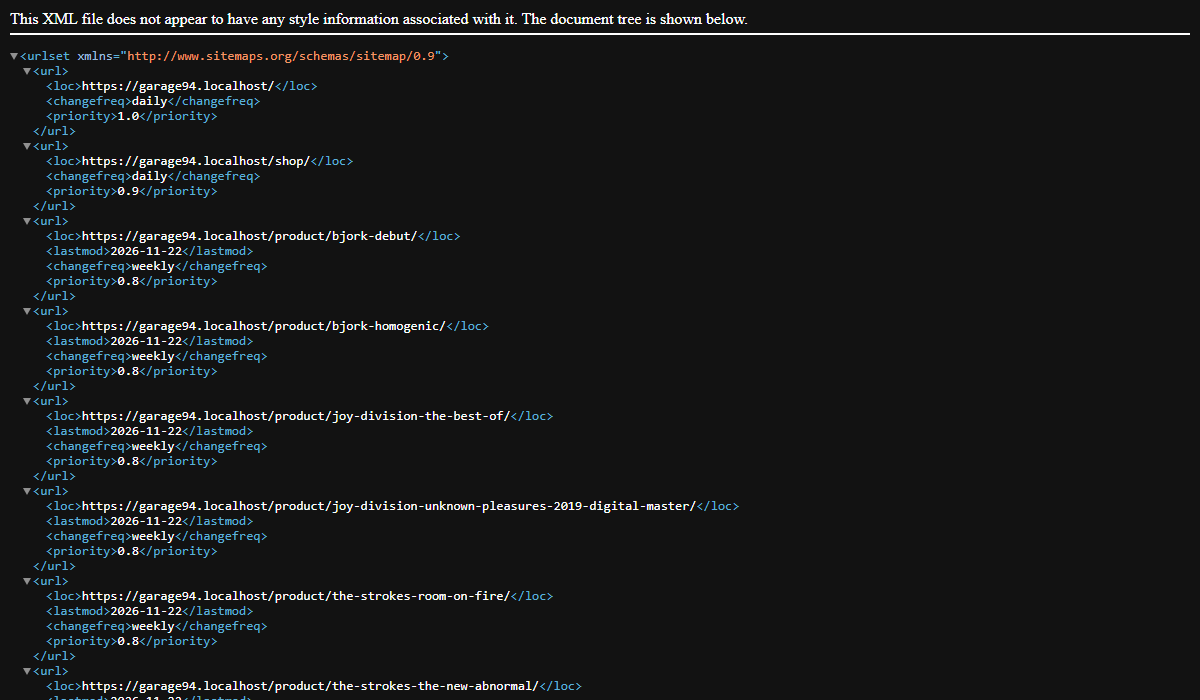 This XML file does not appear to have any style information associated with it. The document tree is shown below.
▼<urlset xmlns="http://www.sitemaps.org/schemas/sitemap/0.9">
▼<url>
<loc>https://garage94.localhost/</loc>
<changefreq>daily</changefreq>
<priority>1.0</priority>
</url>
▼<url>
<loc>https://garage94.localhost/shop/</loc>
<changefreq>daily</changefreq>
<priority>0.9</priority>
</url>
▼<url>
<loc>https://garage94.localhost/product/bjork-debut/</loc>
<lastmod>2026-11-22</lastmod>
<changefreq>weekly</changefreq>
<priority>0.8</priority>
</url>
▼<url>
<loc>https://garage94.localhost/product/bjork-homogenic/</loc>
<lastmod>2026-11-22</lastmod>
<changefreq>weekly</changefreq>
<priority>0.8</priority>
</url>
▼<url>
<loc>https://garage94.localhost/product/joy-division-the-best-of/</loc>
<lastmod>2026-11-22</lastmod>
<changefreq>weekly</changefreq>
<priority>0.8</priority>
</url>
▼<url>
<loc>https://garage94.localhost/product/joy-division-unknown-pleasures-2019-digital-master/</loc>
<lastmod>2026-11-22</lastmod>
<changefreq>weekly</changefreq>
<priority>0.8</priority>
</url>
▼<url>
<loc>https://garage94.localhost/product/the-strokes-room-on-fire/</loc>
<lastmod>2026-11-22</lastmod>
<changefreq>weekly</changefreq>
<priority>0.8</priority>
</url>
▼<url>
<loc>https://garage94.localhost/product/the-strokes-the-new-abnormal/</loc>